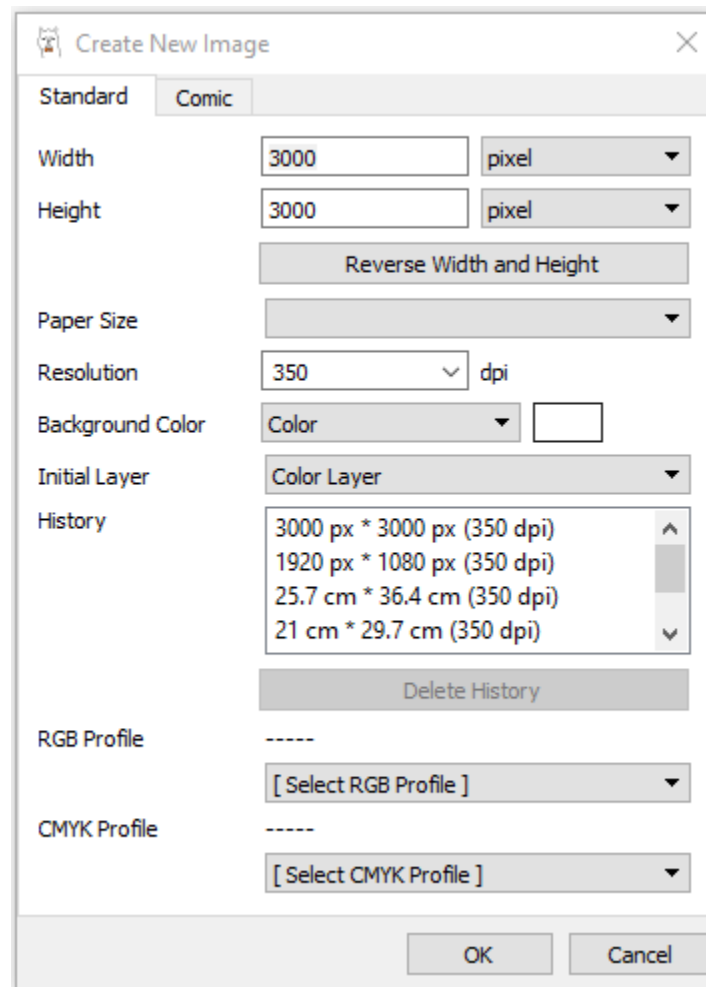 Create New Image
Standard Comic
Width 3000 pixel
Height 3000 pixel
Reverse Width and Height
Paper Size
Resolution 350 dpi
Background Color Color
Initial Layer Color Layer
History
3000 px * 3000 px (350 dpi)
1920 px * 1080 px (350 dpi)
25.7 cm * 36.4 cm (350 dpi)
21 cm * 29.7 cm (350 dpi)
Delete History
RGB Profile -----
[ Select RGB Profile ]
CMYK Profile -----
[ Select CMYK Profile ]
OK Cancel